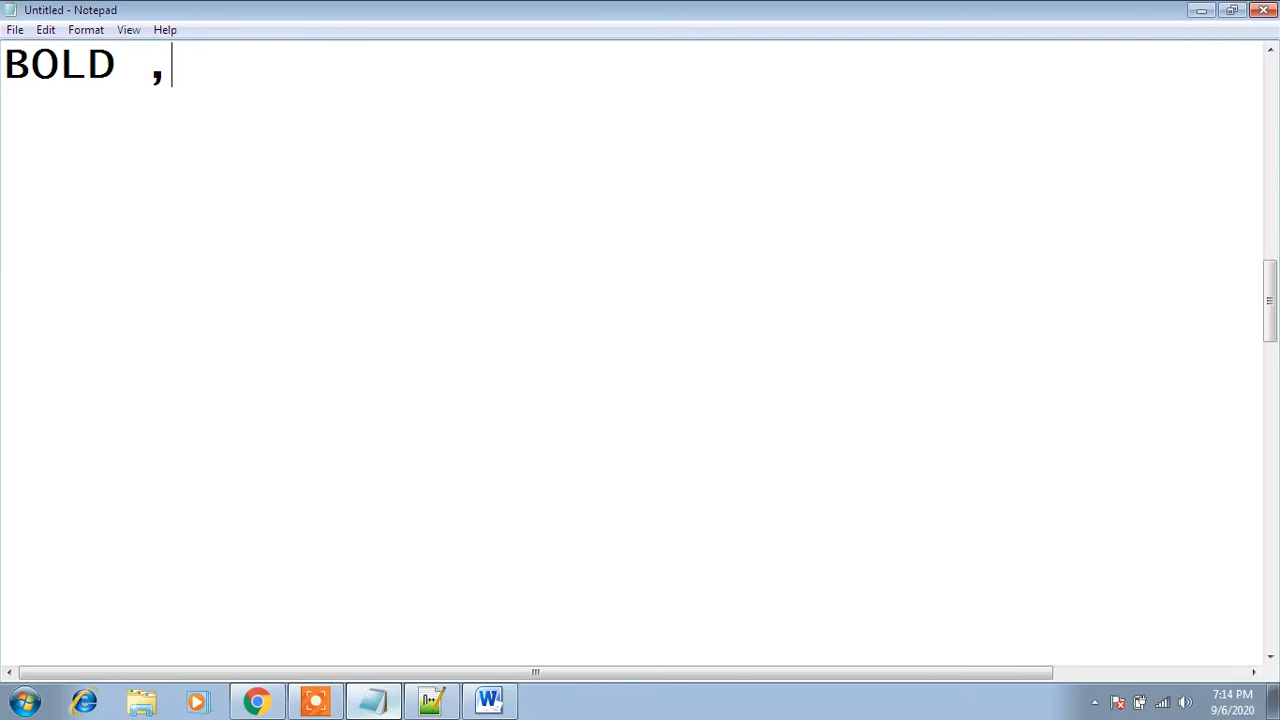 Untitled - Notepad
File Edit Format View Help
BOLD ,
7:14 PM
9/6/2020